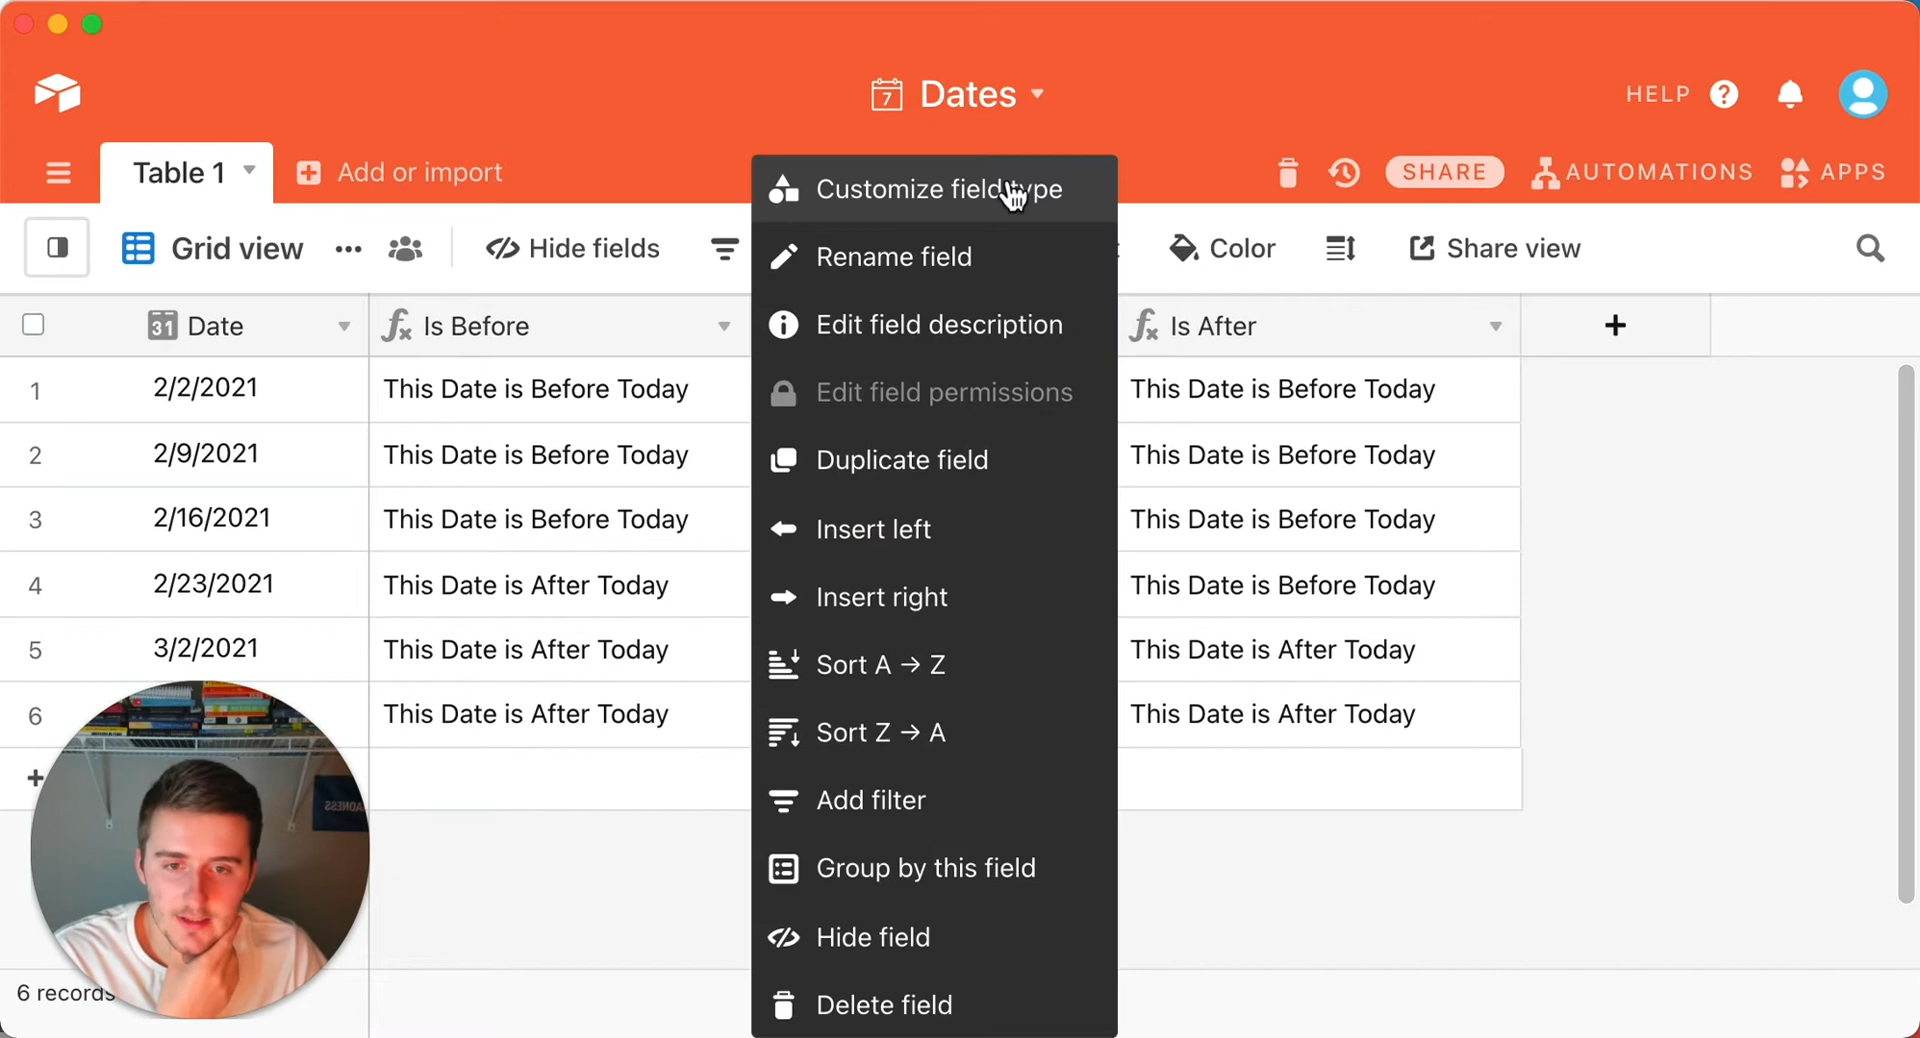 7 Dates
HELP ?
Table 1
Add or import
SHARE
AUTOMATIONS
APPS
Grid view
Hide fields
Color
Share view
31 Date
Is Before
Is After
1 2/2/2021 This Date is Before Today This Date is Before Today
2 2/9/2021 This Date is Before Today This Date is Before Today
3 2/16/2021 This Date is Before Today This Date is Before Today
4 2/23/2021 This Date is After Today This Date is Before Today
5 3/2/2021 This Date is After Today This Date is After Today
6 This Date is After Today This Date is After Today
6 records
Customize field type
Rename field
Edit field description
Edit field permissions
Duplicate field
Insert left
Insert right
Sort A → Z
Sort Z → A
Add filter
Group by this field
Hide field
Delete field